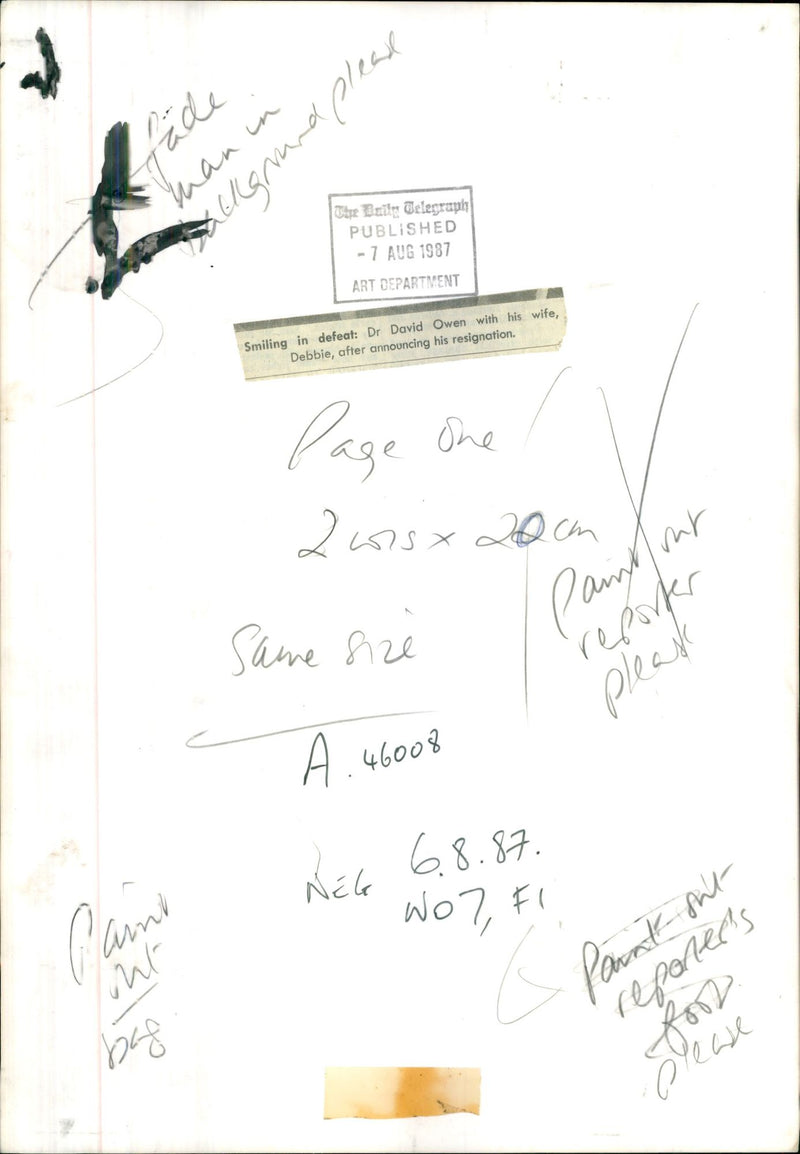 fade
man in
background please
The Daily Telegraph
PUBLISHED
- 7 AUG 1987
ART DEPARTMENT
Smiling in defeat: Dr David Owen with his wife,
Debbie, after announcing his resignation.
Page One
2 cols x 20 cm
Paint out
reporter
please
Same size
A. 46008
NEG 6.8.87.
NO7, F1
Paint
out
bag
Paint out
reporter's
foot
please